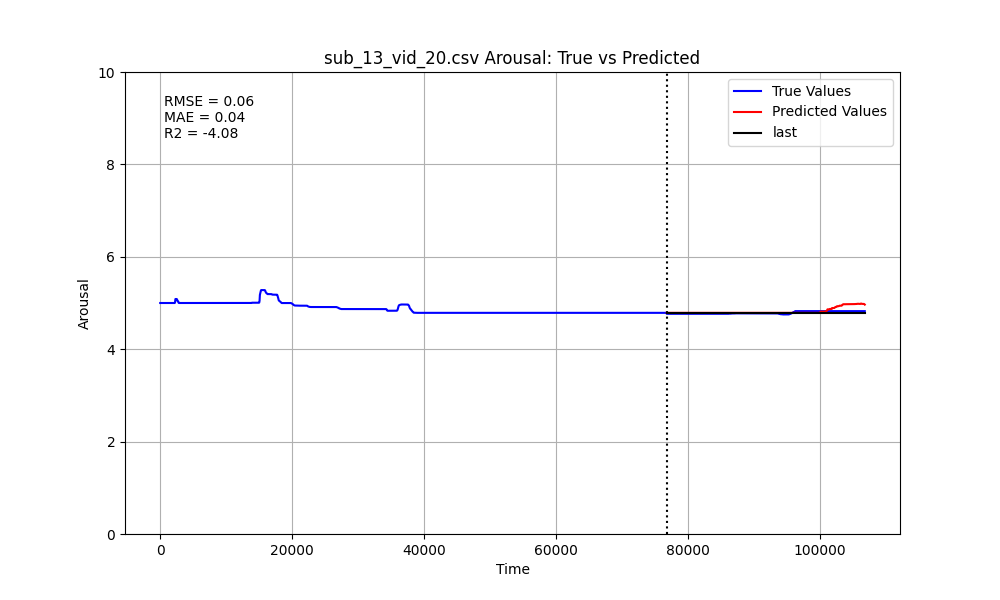 sub_13_vid_20.csv Arousal: True vs Predicted
10
8
6
4
2
0
Arousal
RMSE = 0.06
MAE = 0.04
R2 = -4.08
True Values
Predicted Values
last
0 20000 40000 60000 80000 100000
Time